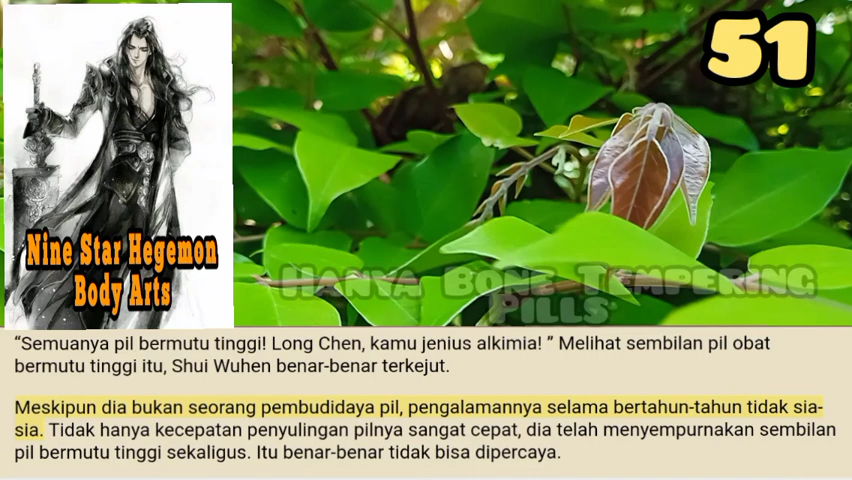 51
Nine Star Hegemon
Body Arts
Hanya Bone Tempering
Pills
“Semuanya pil bermutu tinggi! Long Chen, kamu jenius alkimia! ” Melihat sembilan pil obat
bermutu tinggi itu, Shui Wuhen benar-benar terkejut.
Meskipun dia bukan seorang pembudidaya pil, pengalamannya selama bertahun-tahun tidak sia-
sia. Tidak hanya kecepatan penyulingan pilnya sangat cepat, dia telah menyempurnakan sembilan
pil bermutu tinggi sekaligus. Itu benar-benar tidak bisa dipercaya.